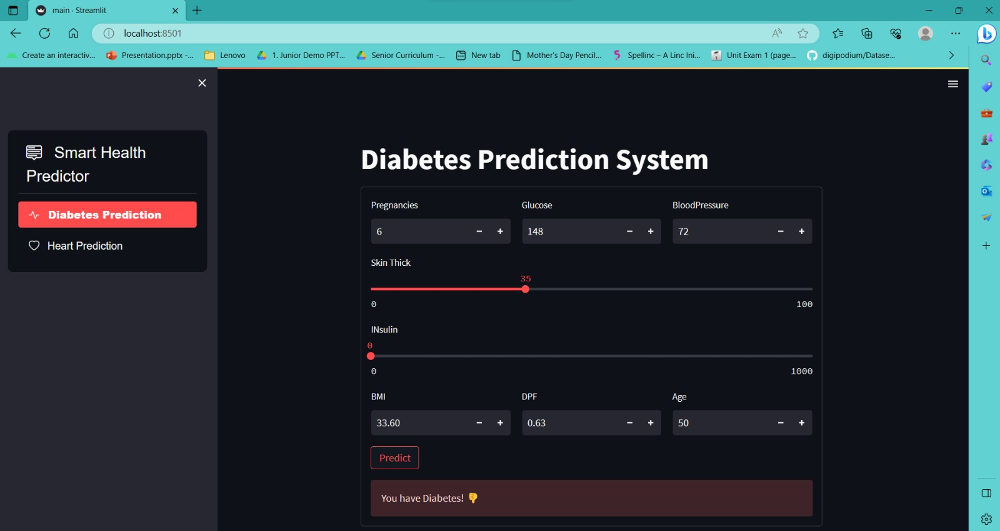 main · Streamlit
localhost:8501
Create an interactiv... Presentation.pptx -... Lenovo 1. Junior Demo PPT... Senior Curriculum -... New tab Mother's Day Pencil... Spellinc – A Linc Ini... Unit Exam 1 (page... digipodium/Datase...
Smart Health
Predictor
Diabetes Prediction
Heart Prediction
Diabetes Prediction System
Pregnancies Glucose BloodPressure
6 148 72
Skin Thick
35
0 100
INsulin
0
0 1000
BMI DPF Age
33.60 0.63 50
Predict
You have Diabetes! 👎